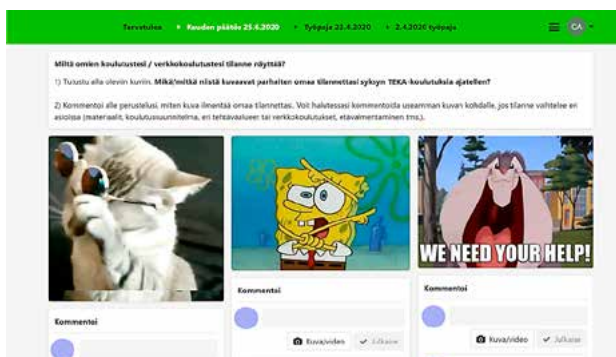 Tervetuloa • Kauden päätös 25.6.2020 • Työpaja 23.4.2020 • 2.4.2020 työpaja
CA
Miltä omien koulutustesi / verkkokoulutustesi tilanne näyttää?
1) Tutustu alla oleviin kuviin. Mikä/mitkä niistä kuvaavat parhaiten omaa tilannettasi syksyn TEKA-koulutuksia ajatellen?
2) Kommentoi alle perustelusi, miten kuva ilmentää omaa tilannettasi. Voit halutessasi kommentoida useamman kuvan kohdalle, jos tilanne vaihtelee eri
asioissa (materiaalit, koulutussuunnitelma, eri tehtäväalueet tai verkkokoulutukset, etävalmentaminen tms.).
WE NEED YOUR HELP!
Kommentoi
Kuva/video
Julkaise
Kommentoi
Kuva/video
Julkaise
Kommentoi